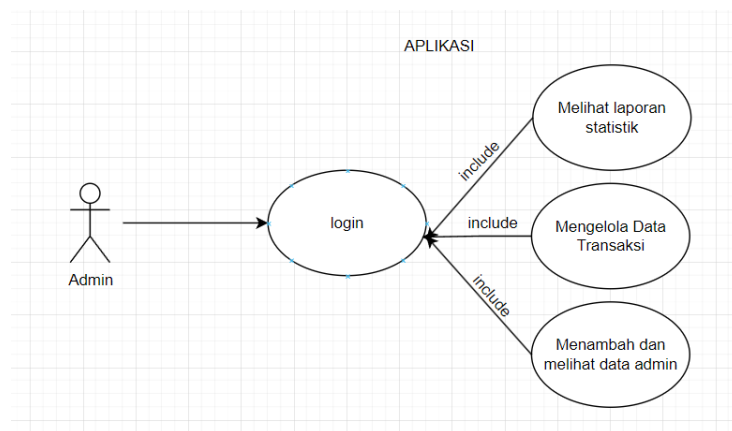 APLIKASI
Melihat laporan
statistik
include
login
include
Mengelola Data
Transaksi
Admin
include
Menambah dan
melihat data admin